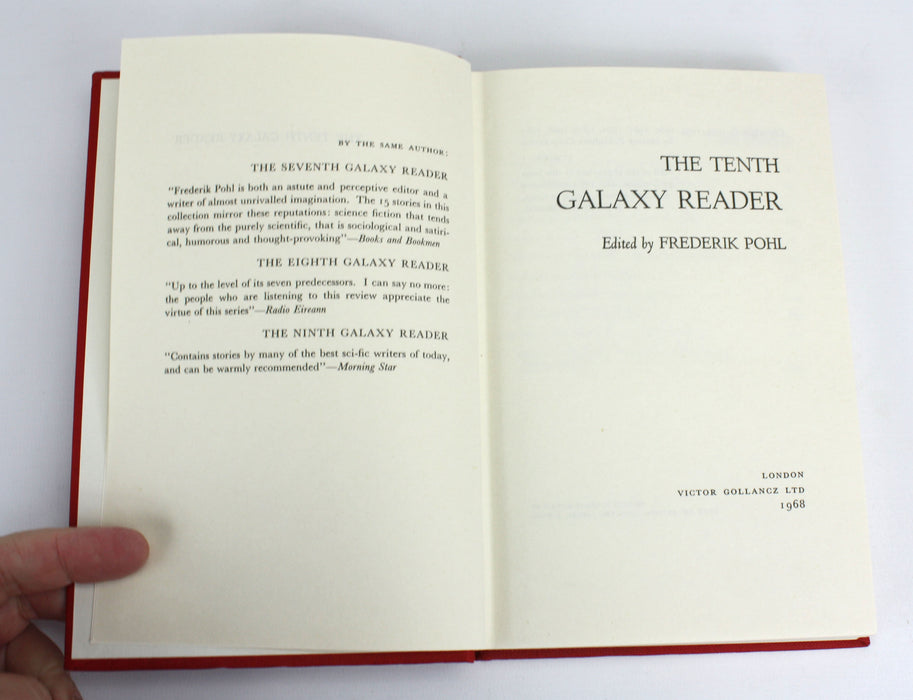 BY THE SAME AUTHOR:
THE SEVENTH GALAXY READER
"Frederik Pohl is both an astute and perceptive editor and a
writer of almost unrivalled imagination. The 15 stories in this
collection mirror these reputations: science fiction that tends
away from the purely scientific, that is sociological and satiri-
cal, humorous and thought-provoking"—Books and Bookmen
THE EIGHTH GALAXY READER
"Up to the level of its seven predecessors. I can say no more:
the people who are listening to this review appreciate the
virtue of this series"—Radio Eireann
THE NINTH GALAXY READER
"Contains stories by many of the best sci-fic writers of today,
and can be warmly recommended"—Morning Star
THE TENTH
GALAXY READER
Edited by FREDERIK POHL
LONDON
VICTOR GOLLANCZ LTD
1968